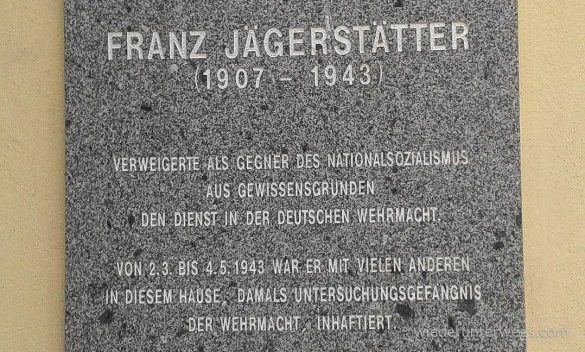 FRANZ JÄGERSTÄTTER
(1907 – 1943)
VERWEIGERTE ALS GEGNER DES NATIONALSOZIALISMUS
AUS GEWISSENSGRÜNDEN
DEN DIENST IN DER DEUTSCHEN WEHRMACHT.
VON 2.3. BIS 4.5.1943 WAR ER MIT VIELEN ANDEREN
IN DIESEM HAUSE, DAMALS UNTERSUCHUNGSGEFÄNGNIS
DER WEHRMACHT, INHAFTIERT.
wiederunterwegs.com